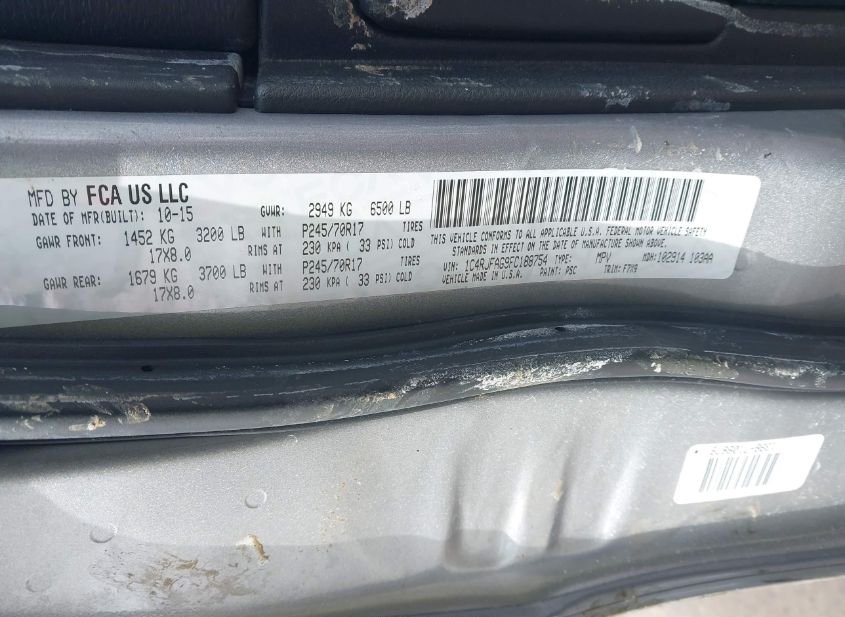 MFD BY FCA US LLC
DATE OF MFR(BUILT): 10-15 GVWR: 2949 KG 6500 LB
GAWR FRONT: 1452 KG 3200 LB WITH P245/70R17 TIRES
17X8.0 RIMS AT 230 KPA ( 33 PSI) COLD
GAWR REAR: 1679 KG 3700 LB WITH P245/70R17 TIRES
17X8.0 RIMS AT 230 KPA ( 33 PSI) COLD
THIS VEHICLE CONFORMS TO ALL APPLICABLE U.S.A. FEDERAL MOTOR VEHICLE SAFETY
STANDARDS IN EFFECT ON THE DATE OF MANUFACTURE SHOWN ABOVE.
VIN: 1C4RJFAG9FC188754 TYPE: MPV MDH: 102914 103AA
VEHICLE MADE IN U.S.A. PAINT: PSC TRIM: F7X9